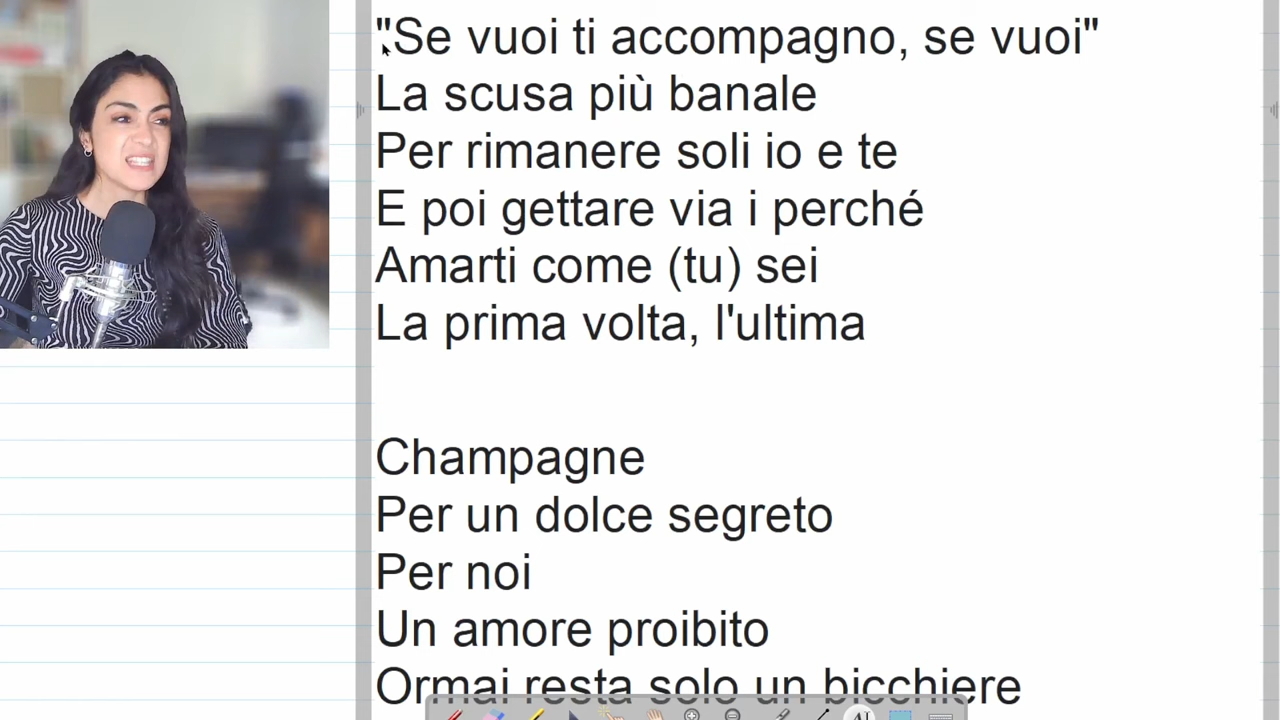 "Se vuoi ti accompagno, se vuoi"
La scusa più banale
Per rimanere soli io e te
E poi gettare via i perché
Amarti come (tu) sei
La prima volta, l'ultima
Champagne
Per un dolce segreto
Per noi
Un amore proibito
Ormai resta solo un bicchiere